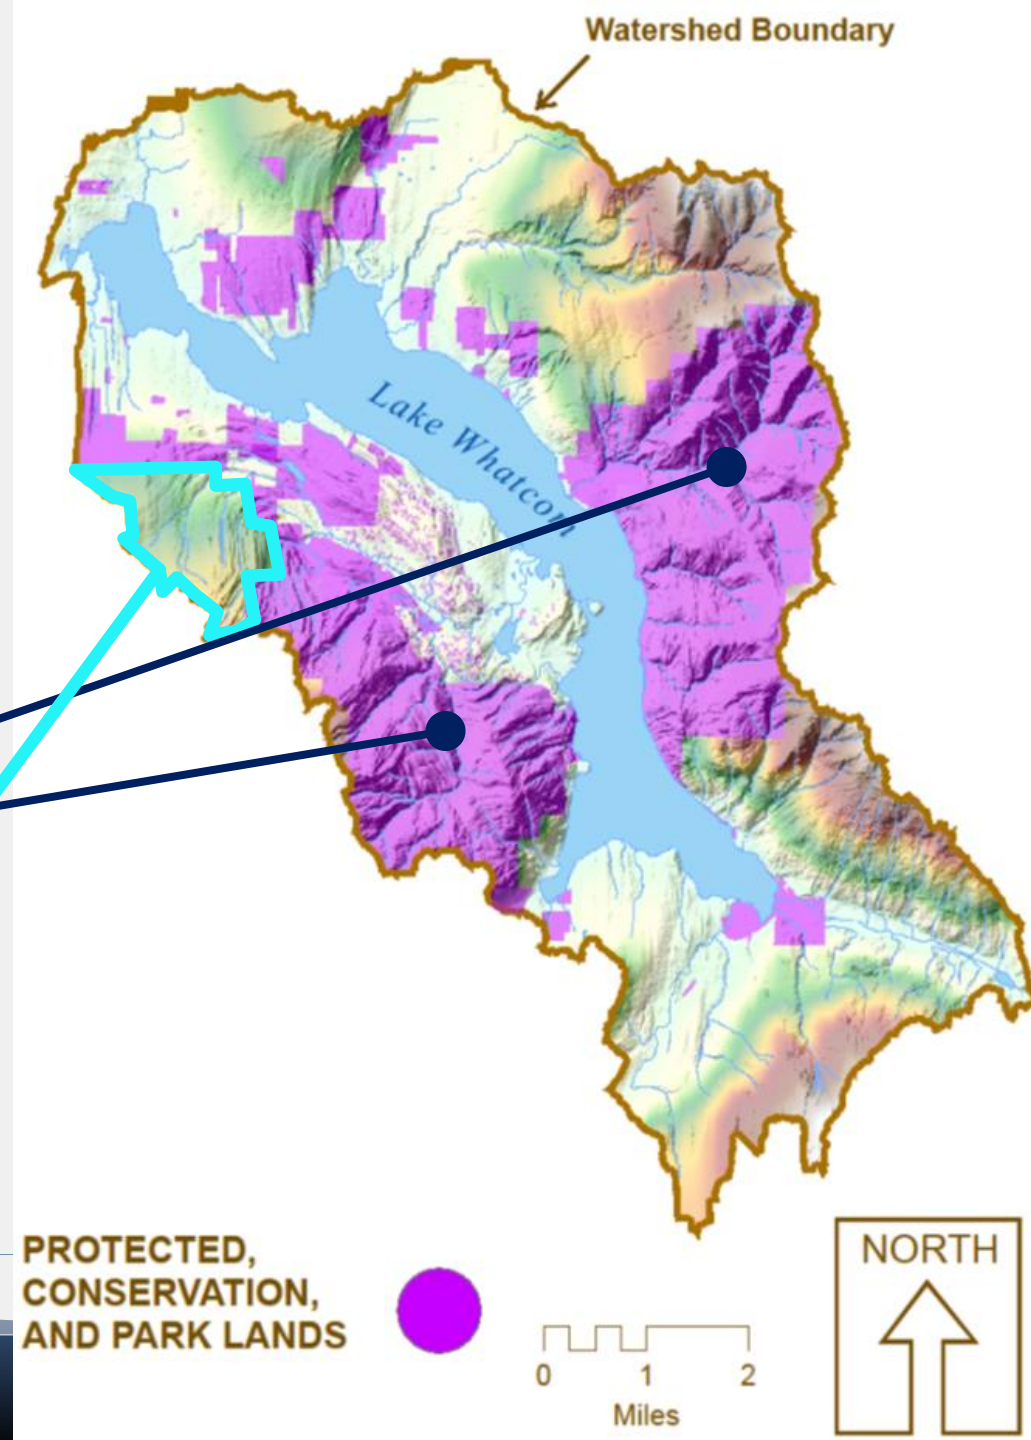 Watershed Boundary
Lake Whatcom
PROTECTED,
CONSERVATION,
AND PARK LANDS
0 1 2
Miles
NORTH